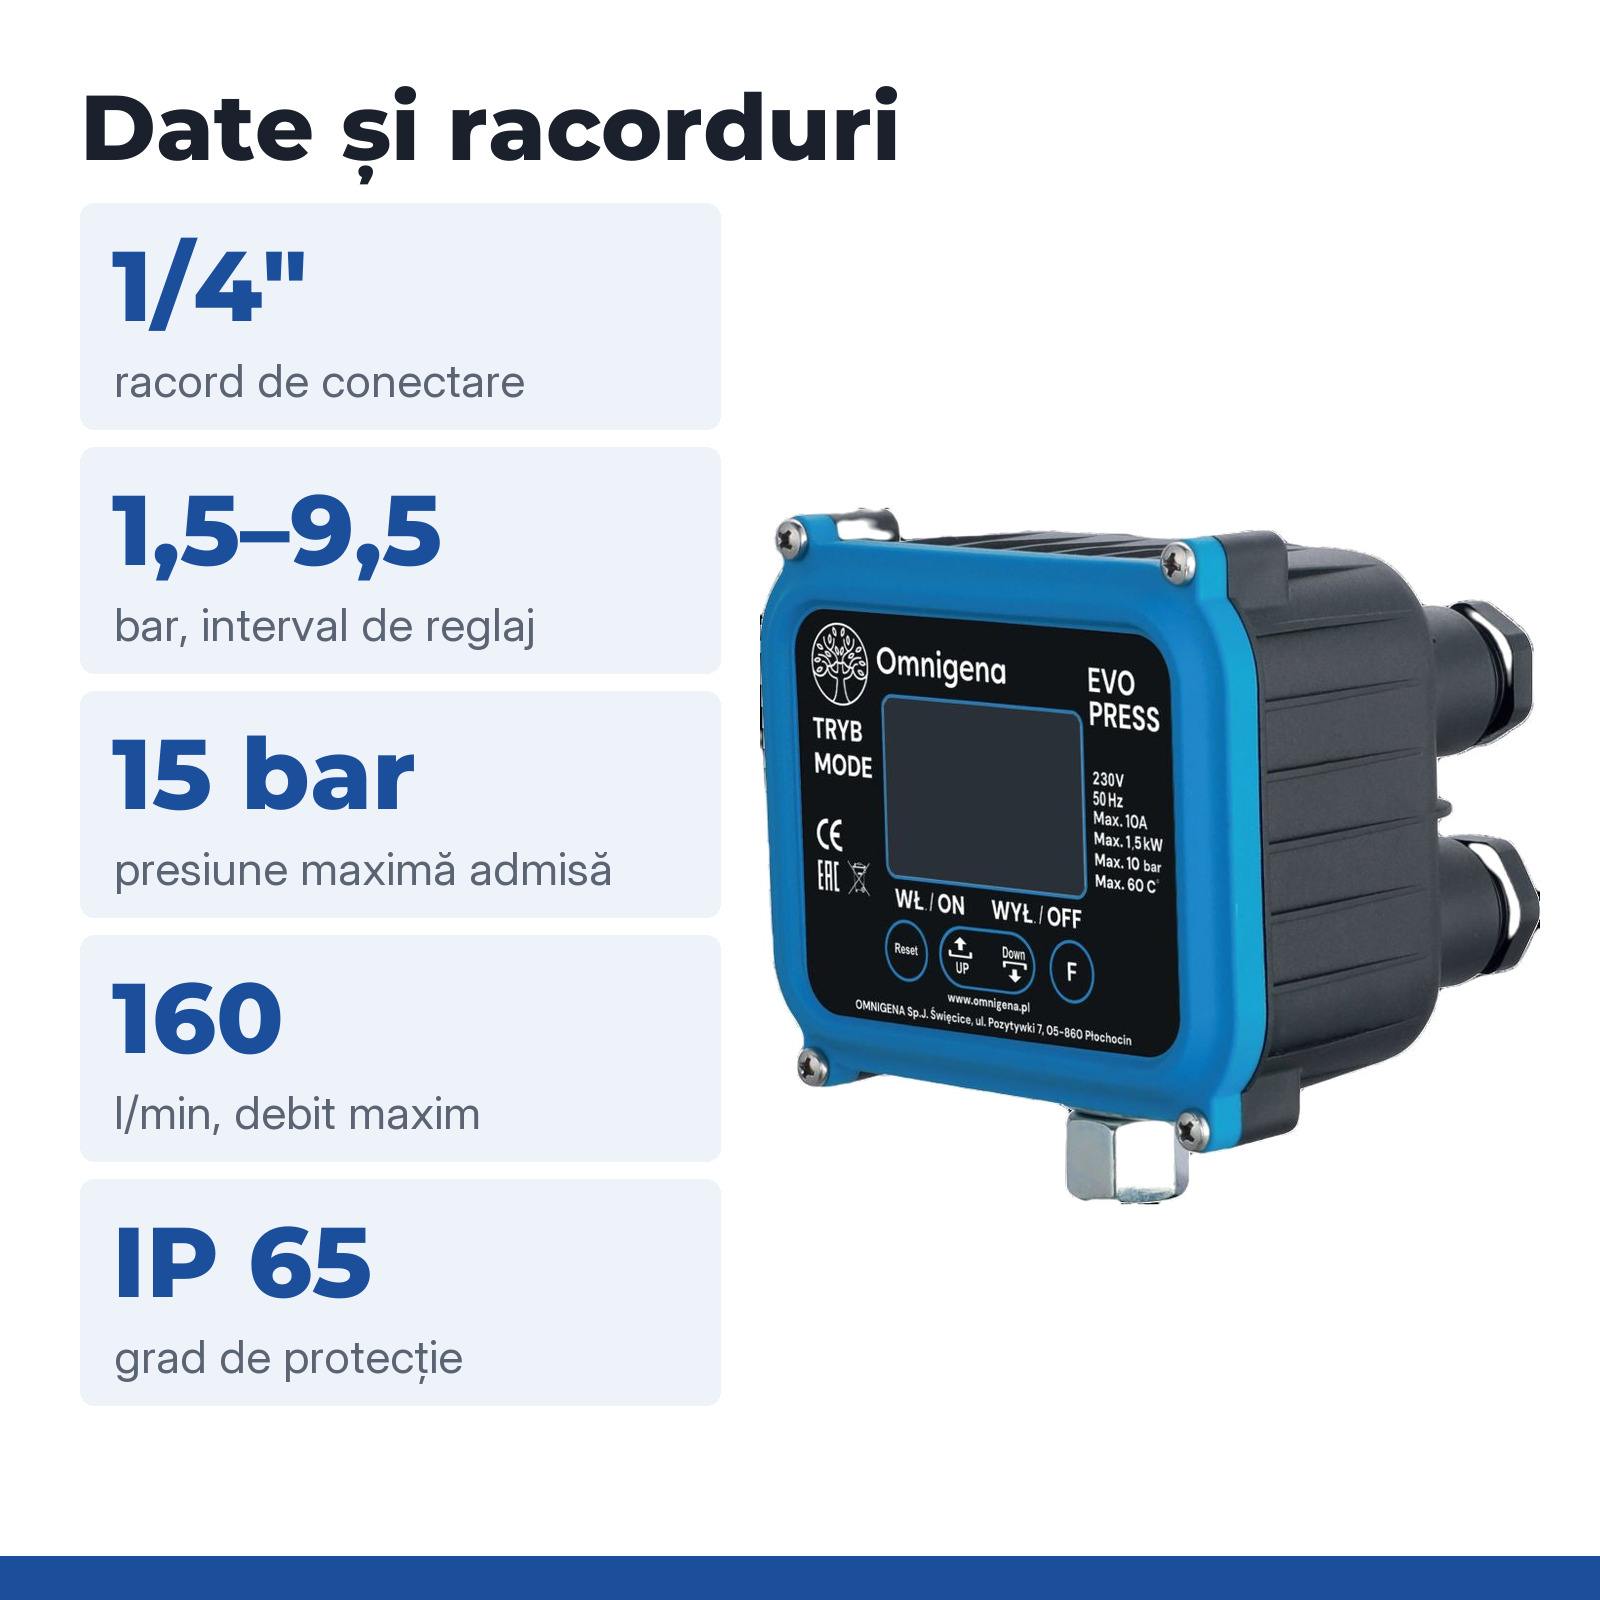 Date și racorduri
1/4"
racord de conectare
1,5–9,5
bar, interval de reglaj
15 bar
presiune maximă admisă
160
l/min, debit maxim
IP 65
grad de protecție
Omnigena
EVO
PRESS
TRYB
MODE
230V
50 Hz
Max. 10A
Max. 1,5 kW
Max. 10 bar
Max. 60 C°
CE
EAC
WŁ. / ON WYŁ. / OFF
Reset
UP
Down
F
www.omnigena.pl
OMNIGENA Sp.J. Święcice, ul. Pozytywki 7, 05-860 Płochocin